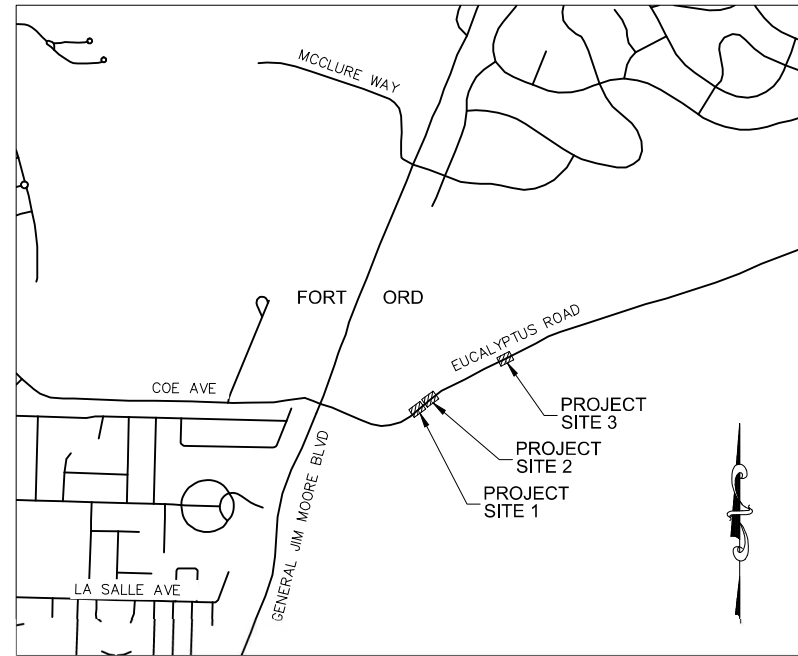 MCCLURE WAY
FORT ORD
EUCALYPTUS ROAD
COE AVE
PROJECT
SITE 3
PROJECT
SITE 2
PROJECT
SITE 1
GENERAL JIM MOORE BLVD
LA SALLE AVE